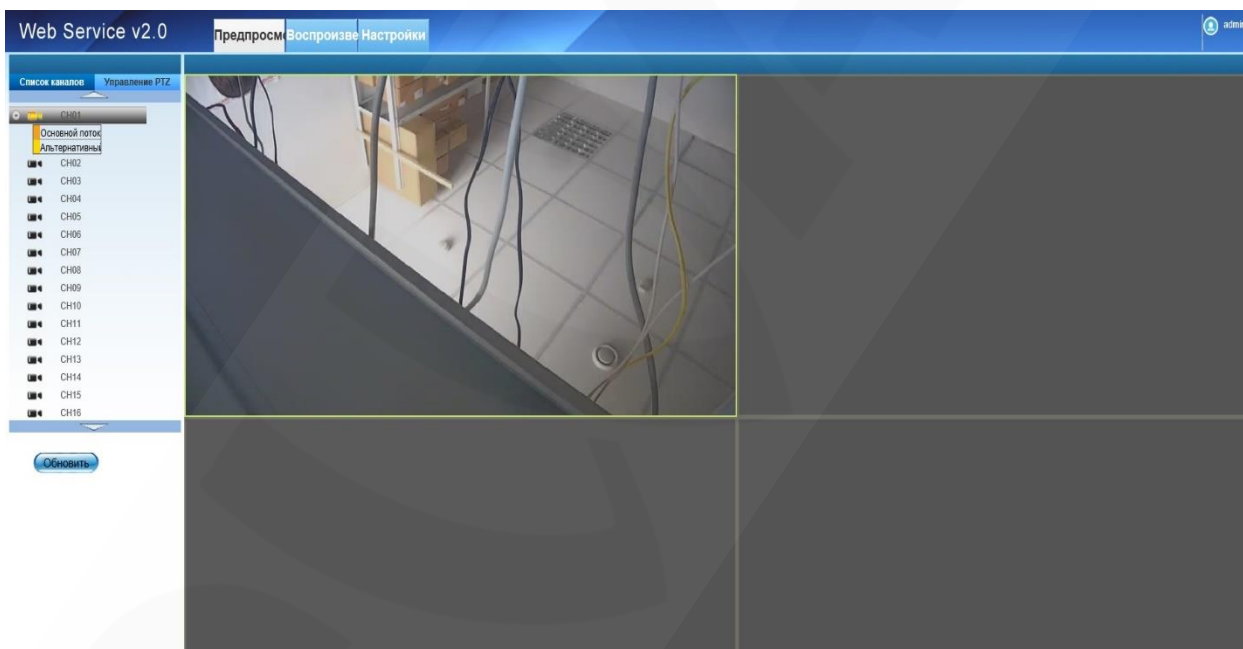 Web Service v2.0
Предпросм Воспроизве Настройки
admin
Список каналов Управление PTZ
CH01
Основной поток
Альтернативны
CH02
CH03
CH04
CH05
CH06
CH07
CH08
CH09
CH10
CH11
CH12
CH13
CH14
CH15
CH16
Обновить